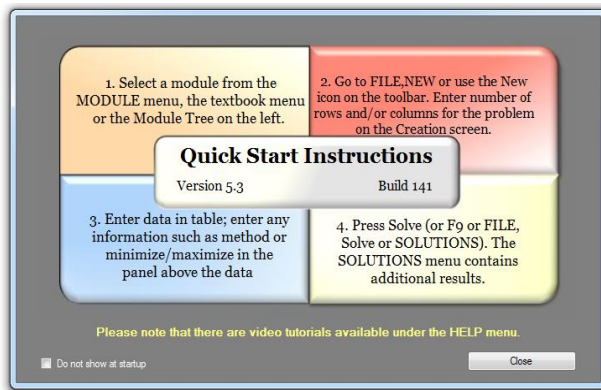 1. Select a module from the
MODULE menu, the textbook menu
or the Module Tree on the left.
2. Go to FILE,NEW or use the New
icon on the toolbar. Enter number of
rows and/or columns for the problem
on the Creation screen.
Quick Start Instructions
Version 5.3 Build 141
3. Enter data in table; enter any
information such as method or
minimize/maximize in the
panel above the data
4. Press Solve (or F9 or FILE,
Solve or SOLUTIONS). The
SOLUTIONS menu contains
additional results.
Please note that there are video tutorials available under the HELP menu.
Do not show at startup
Close